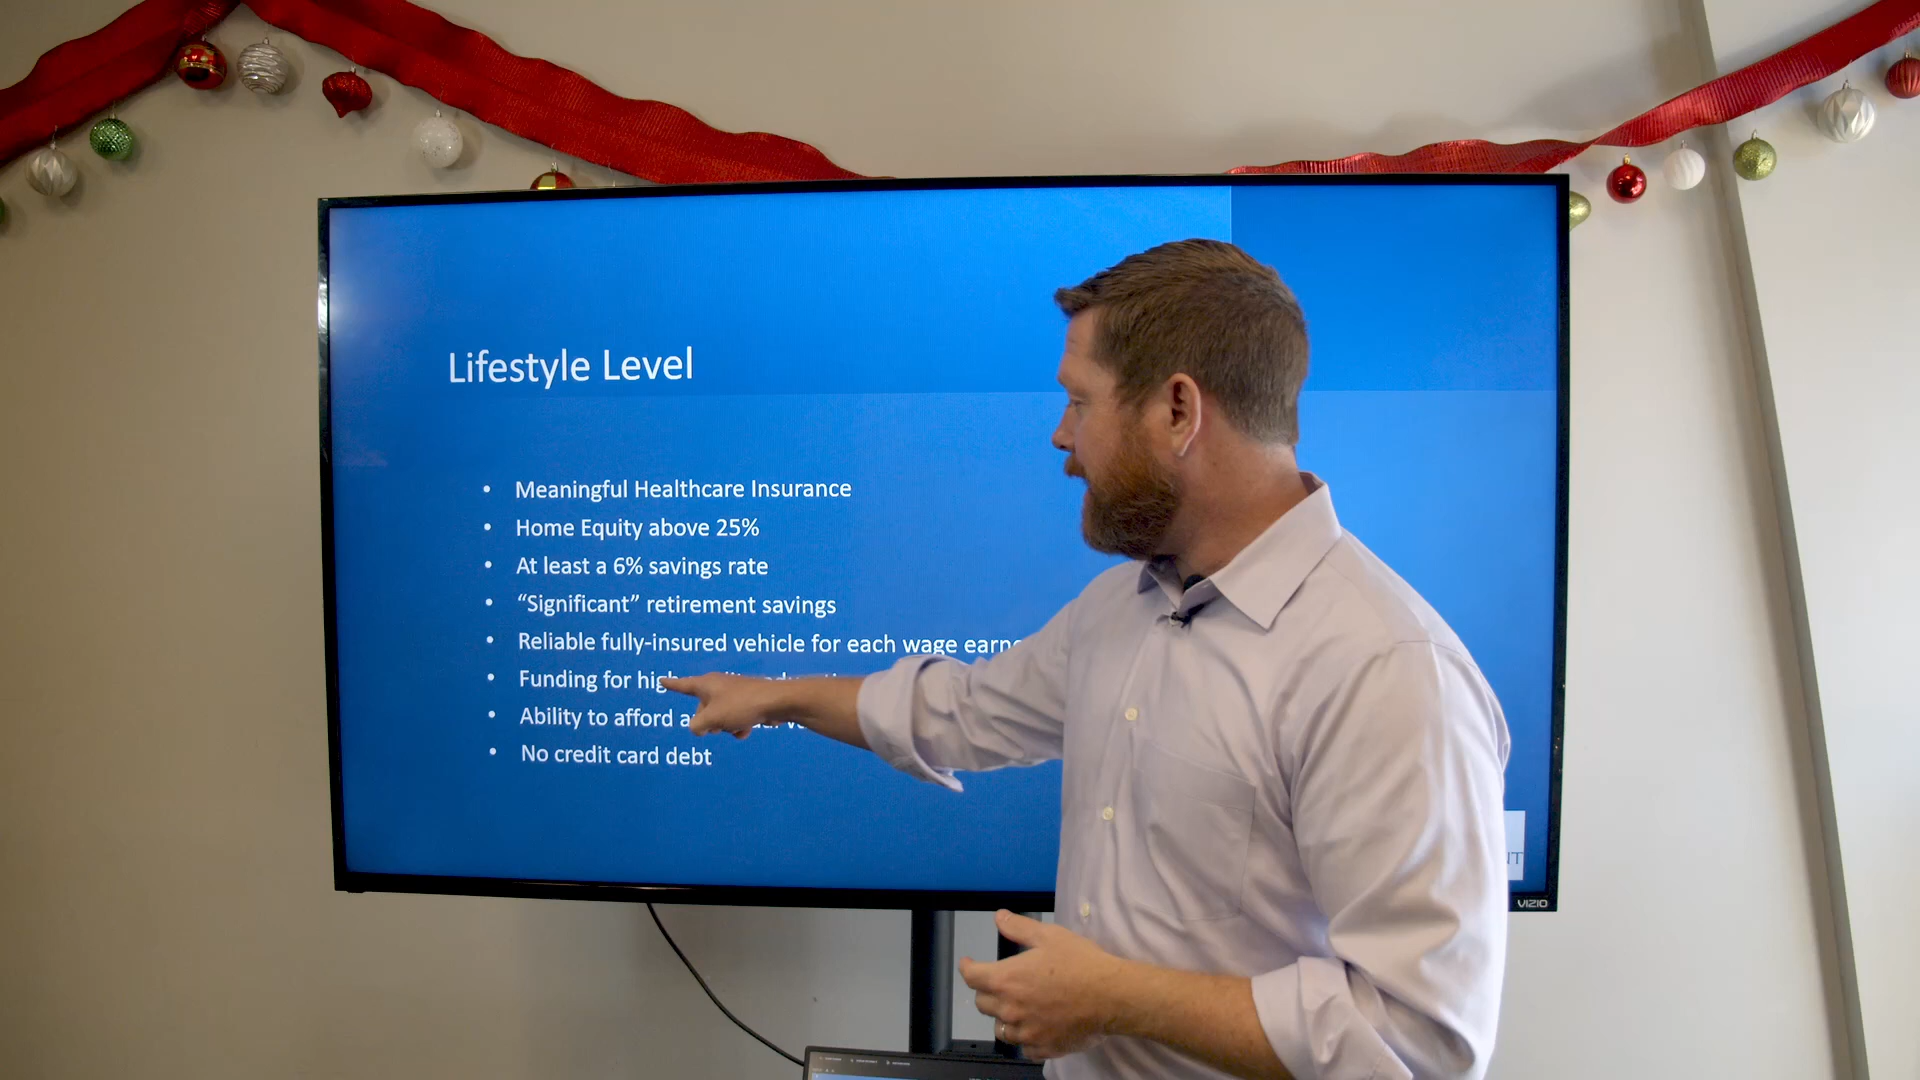 Lifestyle Level
• Meaningful Healthcare Insurance
• Home Equity above 25%
• At least a 6% savings rate
• “Significant” retirement savings
• Reliable fully-insured vehicle for each wage
• Funding for
• Ability to afford
• No credit card debt
VIZIO